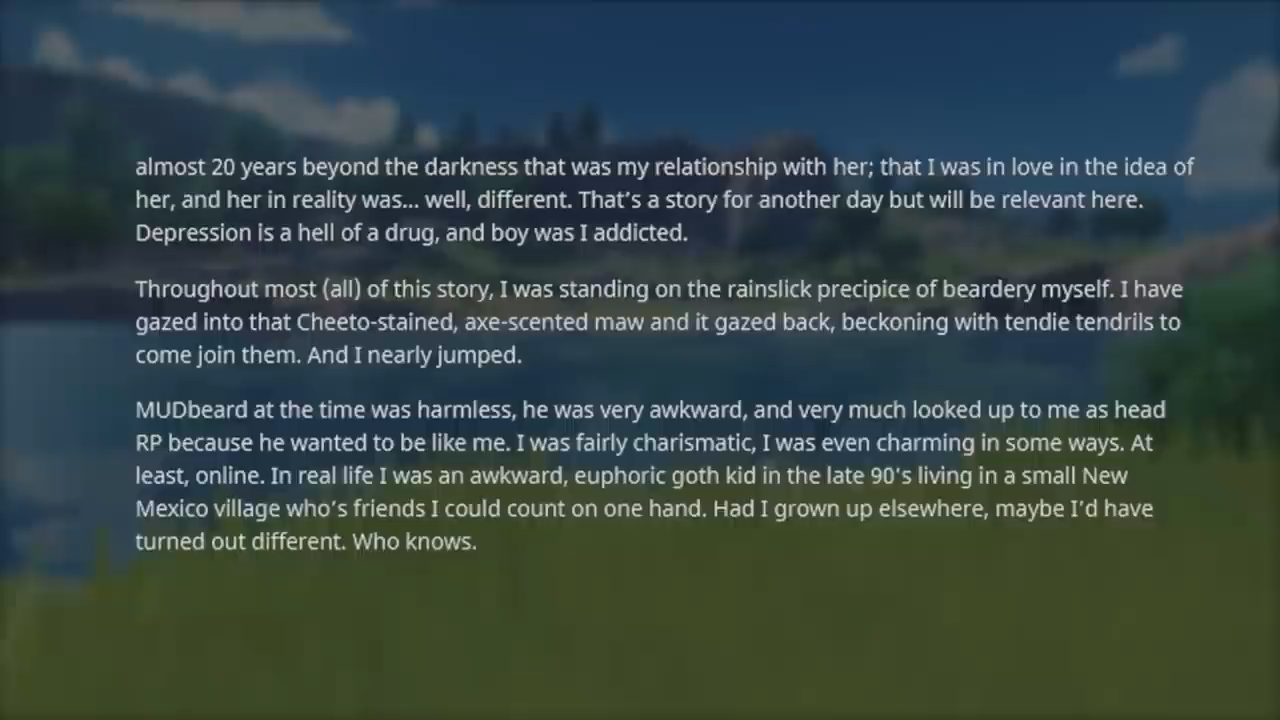 almost 20 years beyond the darkness that was my relationship with her; that I was in love in the idea of
her, and her in reality was... well, different. That's a story for another day but will be relevant here.
Depression is a hell of a drug, and boy was I addicted.
Throughout most (all) of this story, I was standing on the rainslick precipice of beardery myself. I have
gazed into that Cheeto-stained, axe-scented maw and it gazed back, beckoning with tendie tendrils to
come join them. And I nearly jumped.
MUDbeard at the time was harmless, he was very awkward, and very much looked up to me as head
RP because he wanted to be like me. I was fairly charismatic, I was even charming in some ways. At
least, online. In real life I was an awkward, euphoric goth kid in the late 90's living in a small New
Mexico village who's friends I could count on one hand. Had I grown up elsewhere, maybe I'd have
turned out different. Who knows.